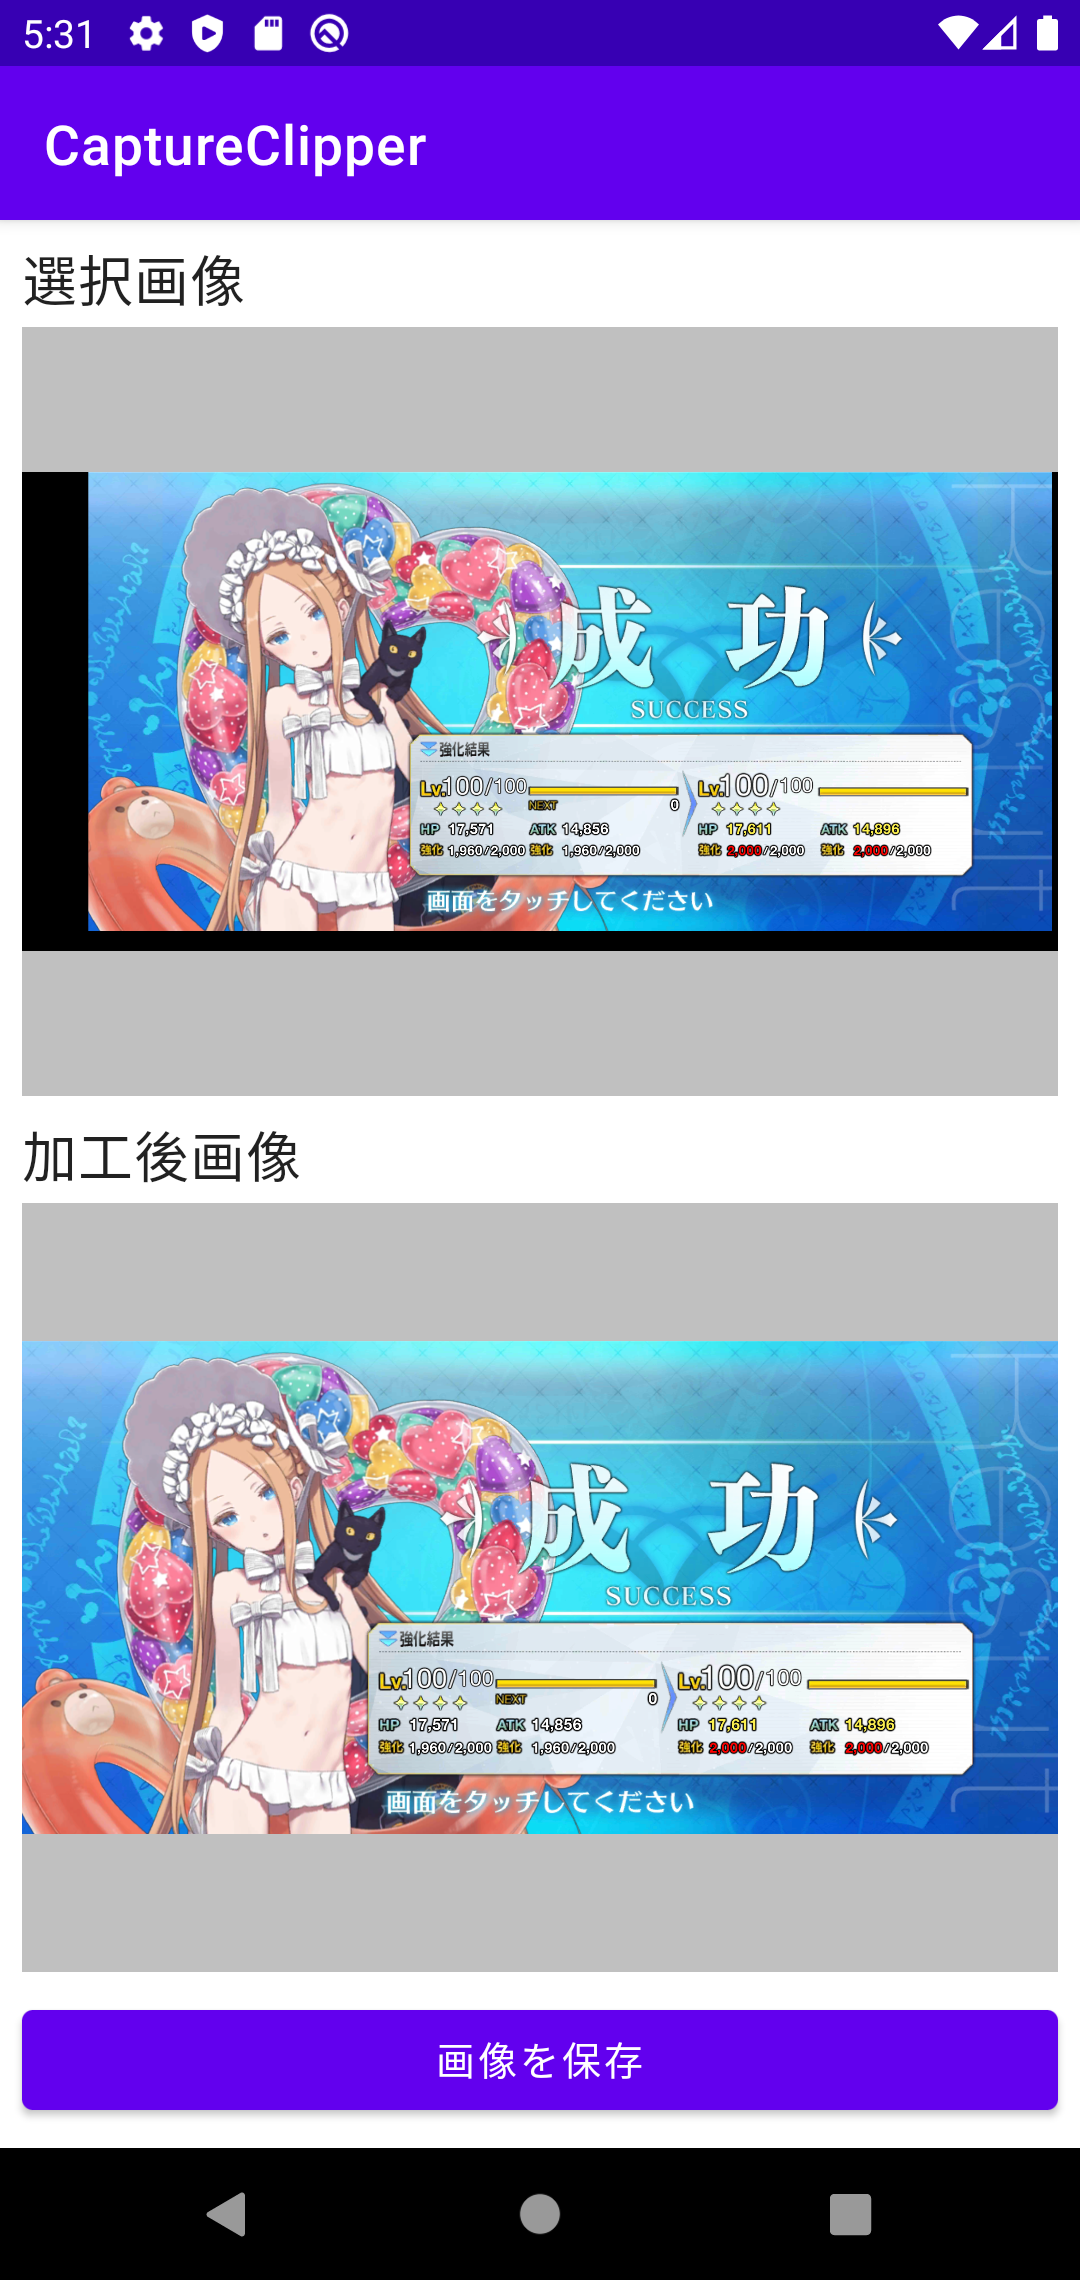 5:31
CaptureClipper
選択画像
成 功
SUCCESS
強化結果
Lv.100/100
NEXT 0
HP 17,571 ATK 14,856
強化 1,960/2,000 強化 1,960/2,000
Lv.100/100
HP 17,611 ATK 14,896
強化 2,000/2,000 強化 2,000/2,000
画面をタッチしてください
加工後画像
成 功
SUCCESS
強化結果
Lv.100/100
NEXT 0
HP 17,571 ATK 14,856
強化 1,960/2,000 強化 1,960/2,000
Lv.100/100
HP 17,611 ATK 14,896
強化 2,000/2,000 強化 2,000/2,000
画面をタッチしてください
画像を保存